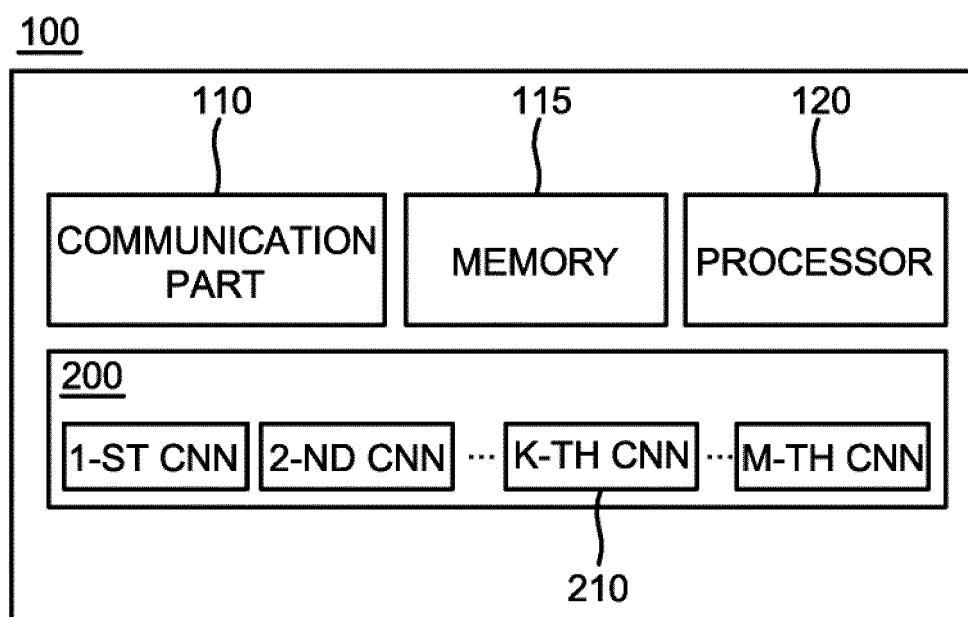 100
110
115
120
COMMUNICATION
PART
MEMORY
PROCESSOR
200
1-ST CNN
2-ND CNN
...
K-TH CNN
...
M-TH CNN
210